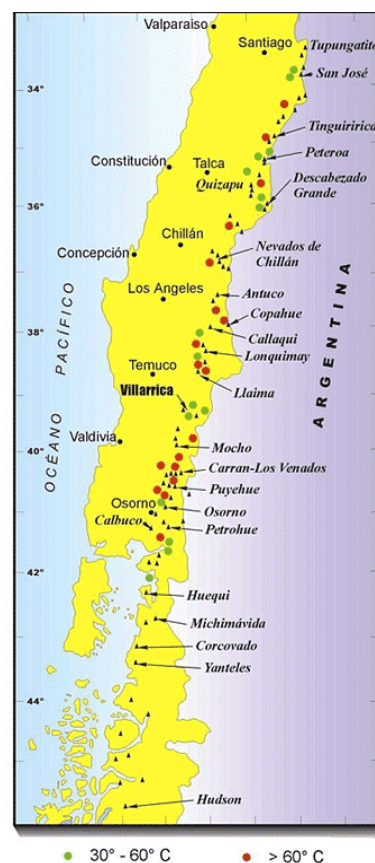 Valparaiso
Santiago
Tupungatito
San José
34°
Tinguiririca
Constitución
Talca
Peteroa
Quizapu
Descabezado
Grande
36°
Chillán
Concepción
Nevados de
Chillán
Los Angeles
Antuco
Copahue
38°
Callaqui
Lonquimay
Temuco
Villarrica
Llaima
ARGENTINA
OCÉANO PACÍFICO
Valdivia
40°
Mocho
Carran-Los Venados
Puyehue
Osorno
Osorno
Calbuco
Petrohue
42°
Huequi
Michimávida
Corcovado
Yanteles
44°
Hudson
30° - 60° C
> 60° C